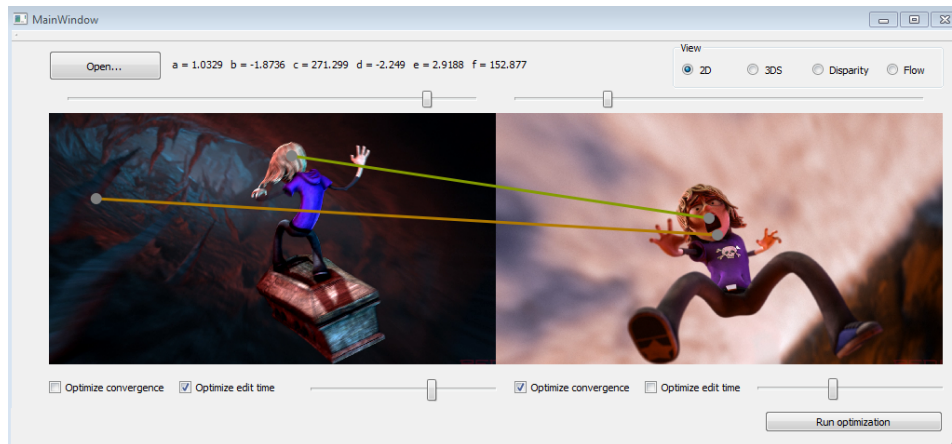 MainWindow
Open...
a = 1.0329 b = -1.8736 c = 271.299 d = -2.249 e = 2.9188 f = 152.877
View
2D 3DS Disparity Flow
Optimize convergence Optimize edit time Optimize convergence Optimize edit time
Run optimization